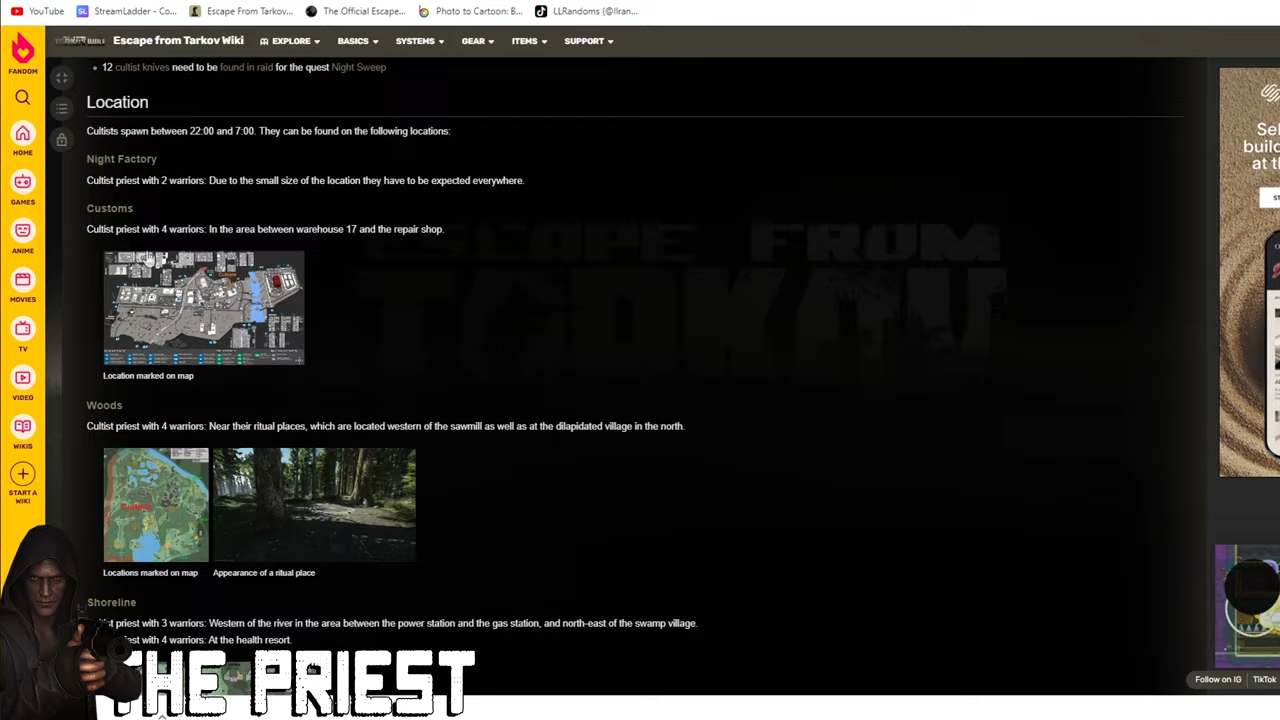 YouTube
StreamLadder - Co...
Escape From Tarkov...
The Official Escape...
Photo to Cartoon: B...
LLRandoms (@llran...
FANDOM
HOME
GAMES
ANIME
MOVIES
TV
VIDEO
WIKIS
START A
WIKI
Escape from Tarkov Wiki
EXPLORE
BASICS
SYSTEMS
GEAR
ITEMS
SUPPORT
12 cultist knives need to be found in raid for the quest Night Sweep
Location
Cultists spawn between 22:00 and 7:00. They can be found on the following locations:
Night Factory
Cultist priest with 2 warriors: Due to the small size of the location they have to be expected everywhere.
Customs
Cultist priest with 4 warriors: In the area between warehouse 17 and the repair shop.
Location marked on map
Woods
Cultist priest with 4 warriors: Near their ritual places, which are located western of the sawmill as well as at the dilapidated village in the north.
Locations marked on map
Appearance of a ritual place
Shoreline
priest with 3 warriors: Western of the river in the area between the power station and the gas station, and north-east of the swamp village.
with 4 warriors: At the health resort.
ESCAPE FROM
TARKOV
THE PRIEST
Sel
buil
at th
Follow on IG
TikTok